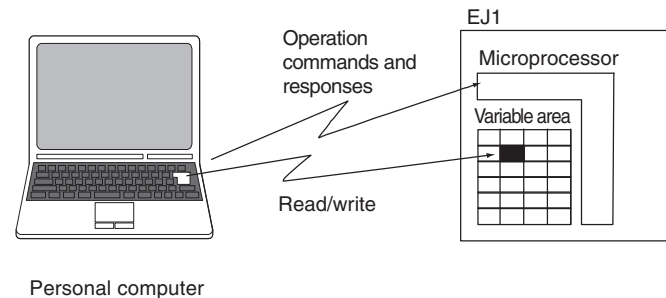 EJ1
Operation
commands and
responses
Microprocessor
Variable area
Read/write
Personal computer